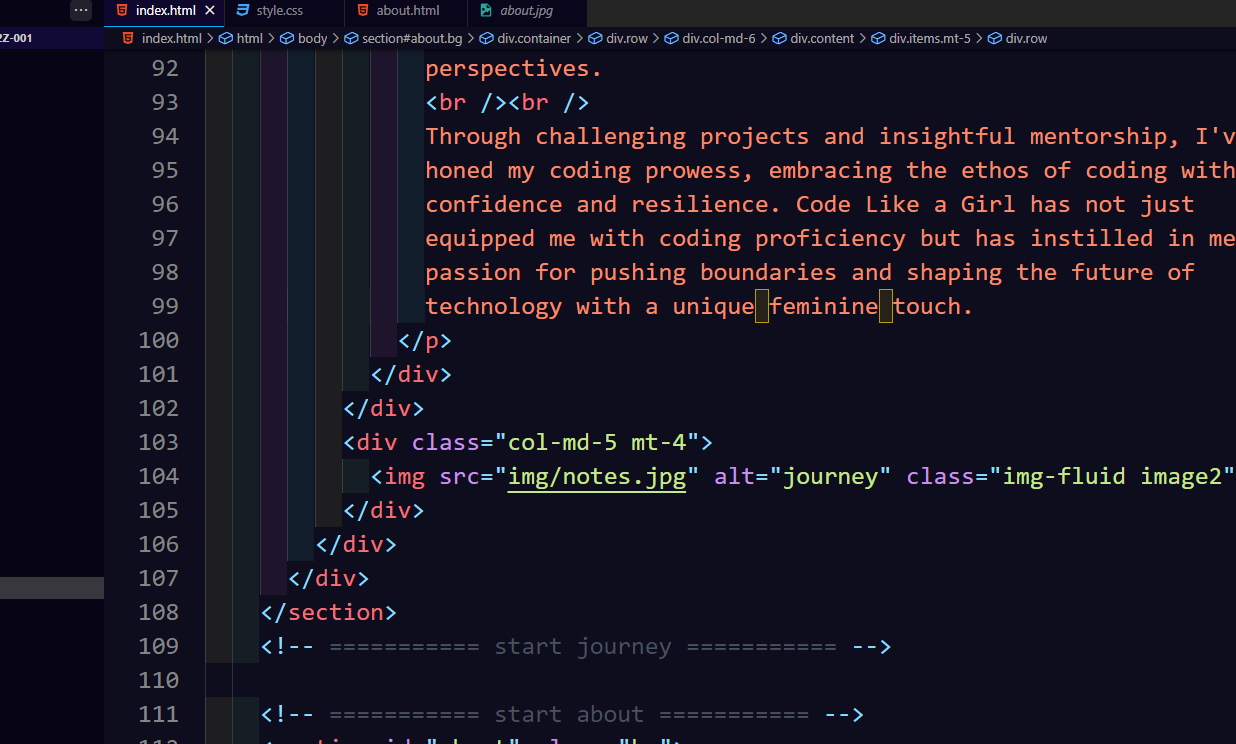 index.html style.css about.html about.jpg
2Z-001 index.html > html > body > section#about.bg > div.container > div.row > div.col-md-6 > div.content > div.items.mt-5 > div.row
92 perspectives.
93 <br /><br />
94 Through challenging projects and insightful mentorship, I'v
95 honed my coding prowess, embracing the ethos of coding with
96 confidence and resilience. Code Like a Girl has not just
97 equipped me with coding proficiency but has instilled in me
98 passion for pushing boundaries and shaping the future of
99 technology with a unique feminine touch.
100 </p>
101 </div>
102 </div>
103 <div class="col-md-5 mt-4">
104 <img src="img/notes.jpg" alt="journey" class="img-fluid image2"
105 </div>
106 </div>
107 </div>
108 </section>
109 <!-- =========== start journey =========== -->
110
111 <!-- =========== start about =========== -->